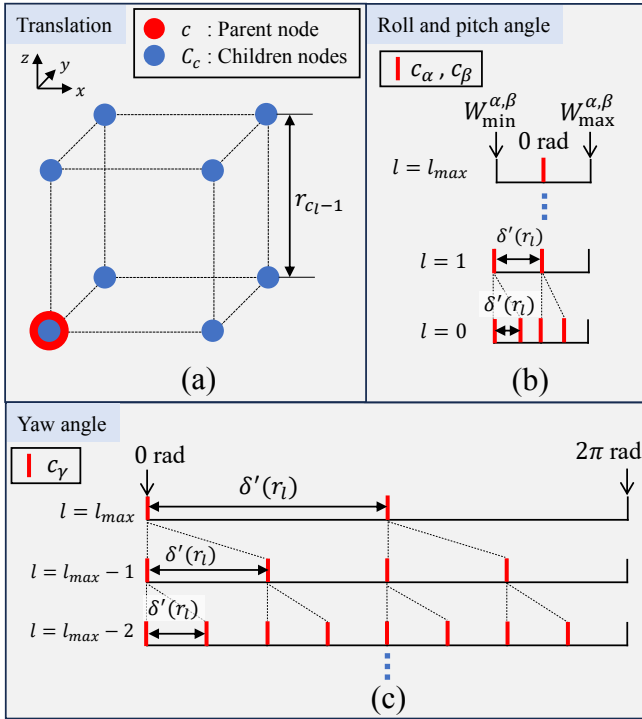 Translation
c : Parent node
C_c : Children nodes
z
y
x
r_{c_l-1}
(a)
Roll and pitch angle
c_α , c_β
W_min^{α,β} W_max^{α,β}
0 rad
l = l_max
δ′(r_l)
l = 1
δ′(r_l)
l = 0
(b)
Yaw angle
c_γ
0 rad
2π rad
δ′(r_l)
l = l_max
δ′(r_l)
l = l_max − 1
δ′(r_l)
l = l_max − 2
(c)